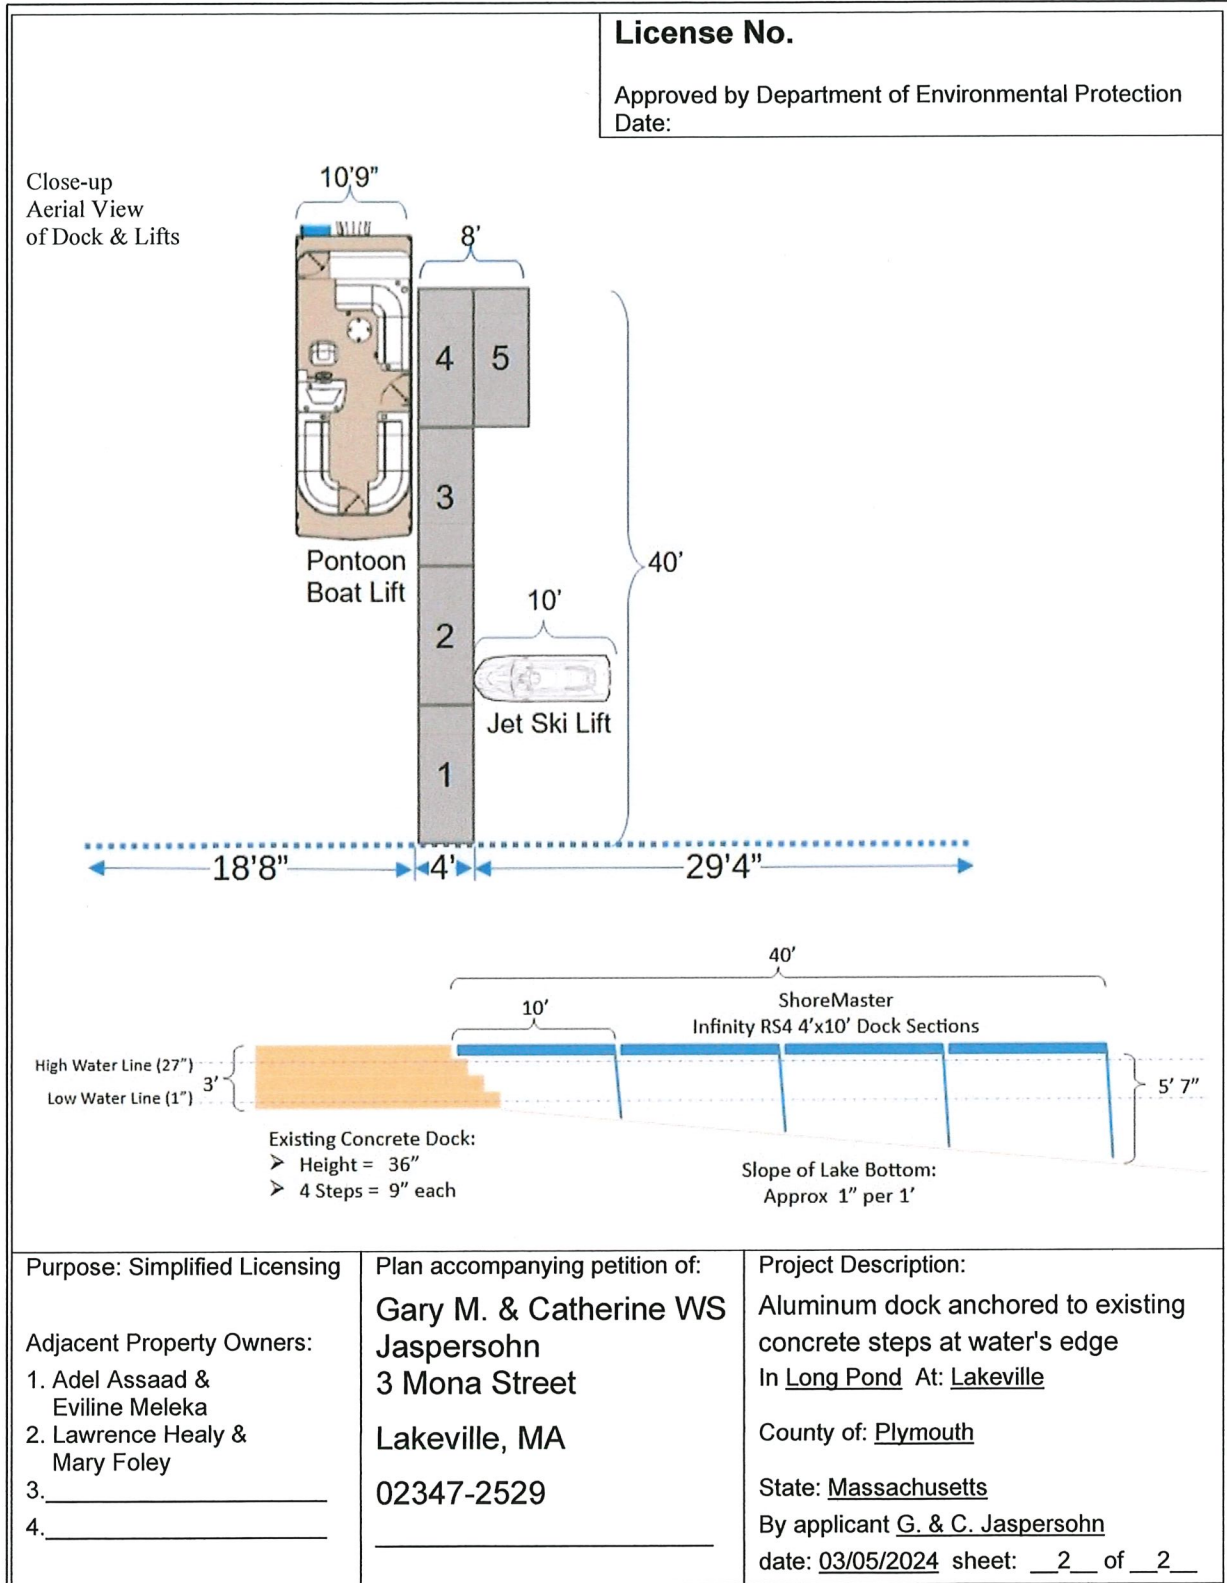 License No.
Approved by Department of Environmental Protection
Date:
Close-up
Aerial View
of Dock & Lifts
10'9"
8'
4
5
3
2
1
Pontoon
Boat Lift
10'
Jet Ski Lift
40'
18'8"
4'
29'4"
40'
10'
ShoreMaster
Infinity RS4 4'x10' Dock Sections
High Water Line (27")
3'
Low Water Line (1")
5' 7"
Existing Concrete Dock:
➢ Height = 36"
➢ 4 Steps = 9" each
Slope of Lake Bottom:
Approx 1" per 1'
Purpose: Simplified Licensing
Adjacent Property Owners:
1. Adel Assaad &
Eviline Meleka
2. Lawrence Healy &
Mary Foley
3.
4.
Plan accompanying petition of:
Gary M. & Catherine WS
Jaspersohn
3 Mona Street
Lakeville, MA
02347-2529
Project Description:
Aluminum dock anchored to existing
concrete steps at water's edge
In Long Pond At: Lakeville
County of: Plymouth
State: Massachusetts
By applicant G. & C. Jaspersohn
date: 03/05/2024 sheet: 2 of 2